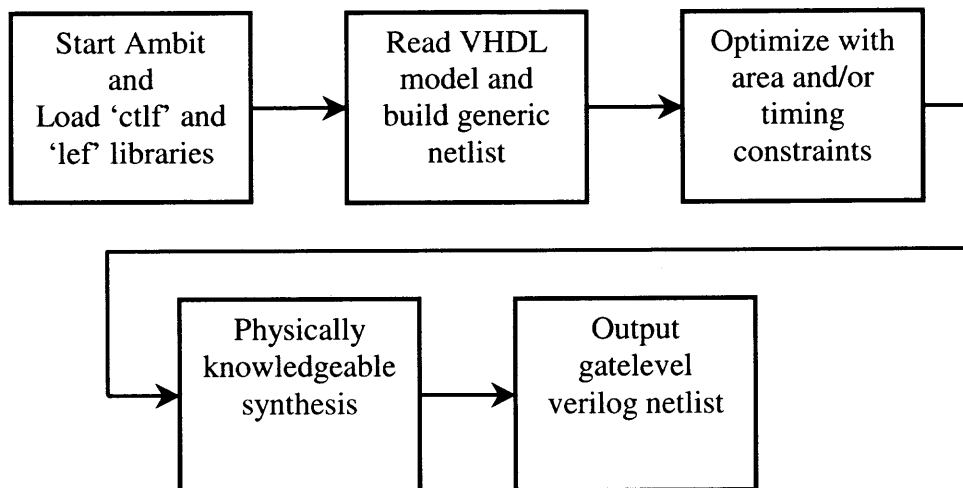 Start Ambit
and
Load ‘ctlf’ and
‘lef’ libraries
Read VHDL
model and
build generic
netlist
Optimize with
area and/or
timing
constraints
Physically
knowledgeable
synthesis
Output
gatelevel
verilog netlist